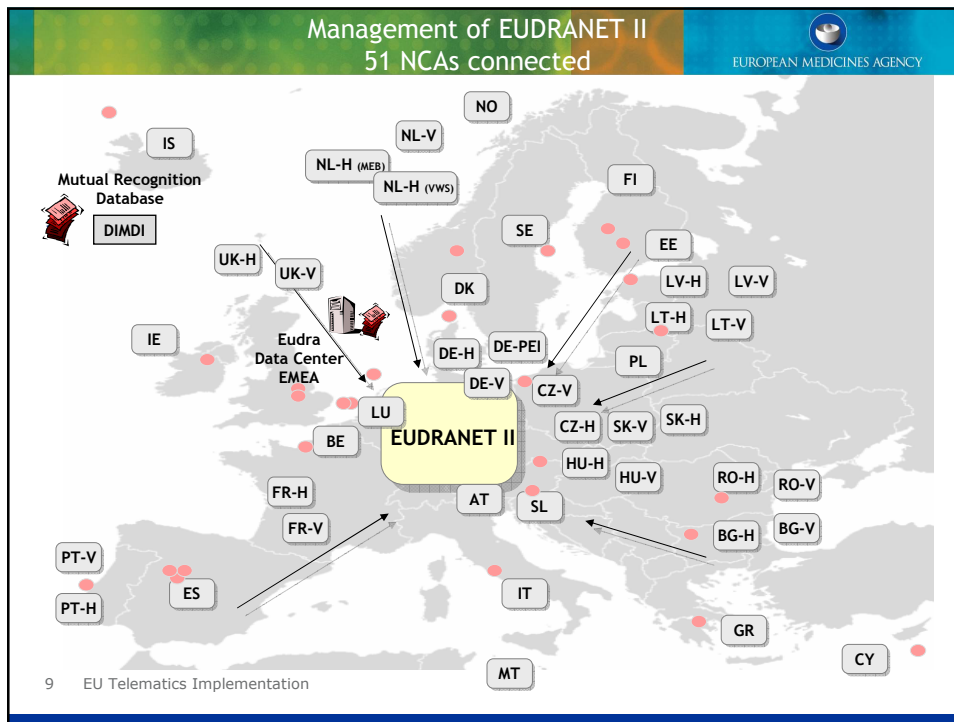 Management of EUDRANET II
51 NCAs connected
EUROPEAN MEDICINES AGENCY
NO
NL-V
IS
NL-H (MEB)
NL-H (VWS)
FI
Mutual Recognition
Database
DIMDI
SE
EE
UK-H
UK-V
DK
LV-H
LV-V
LT-H
LT-V
IE
Eudra
Data Center
EMEA
DE-H
DE-PEI
PL
DE-V
CZ-V
LU
EUDRANET II
CZ-H
SK-V
SK-H
BE
HU-H
HU-V
RO-H
RO-V
FR-H
AT
SL
FR-V
BG-H
BG-V
PT-V
PT-H
ES
IT
GR
CY
MT
9 EU Telematics Implementation